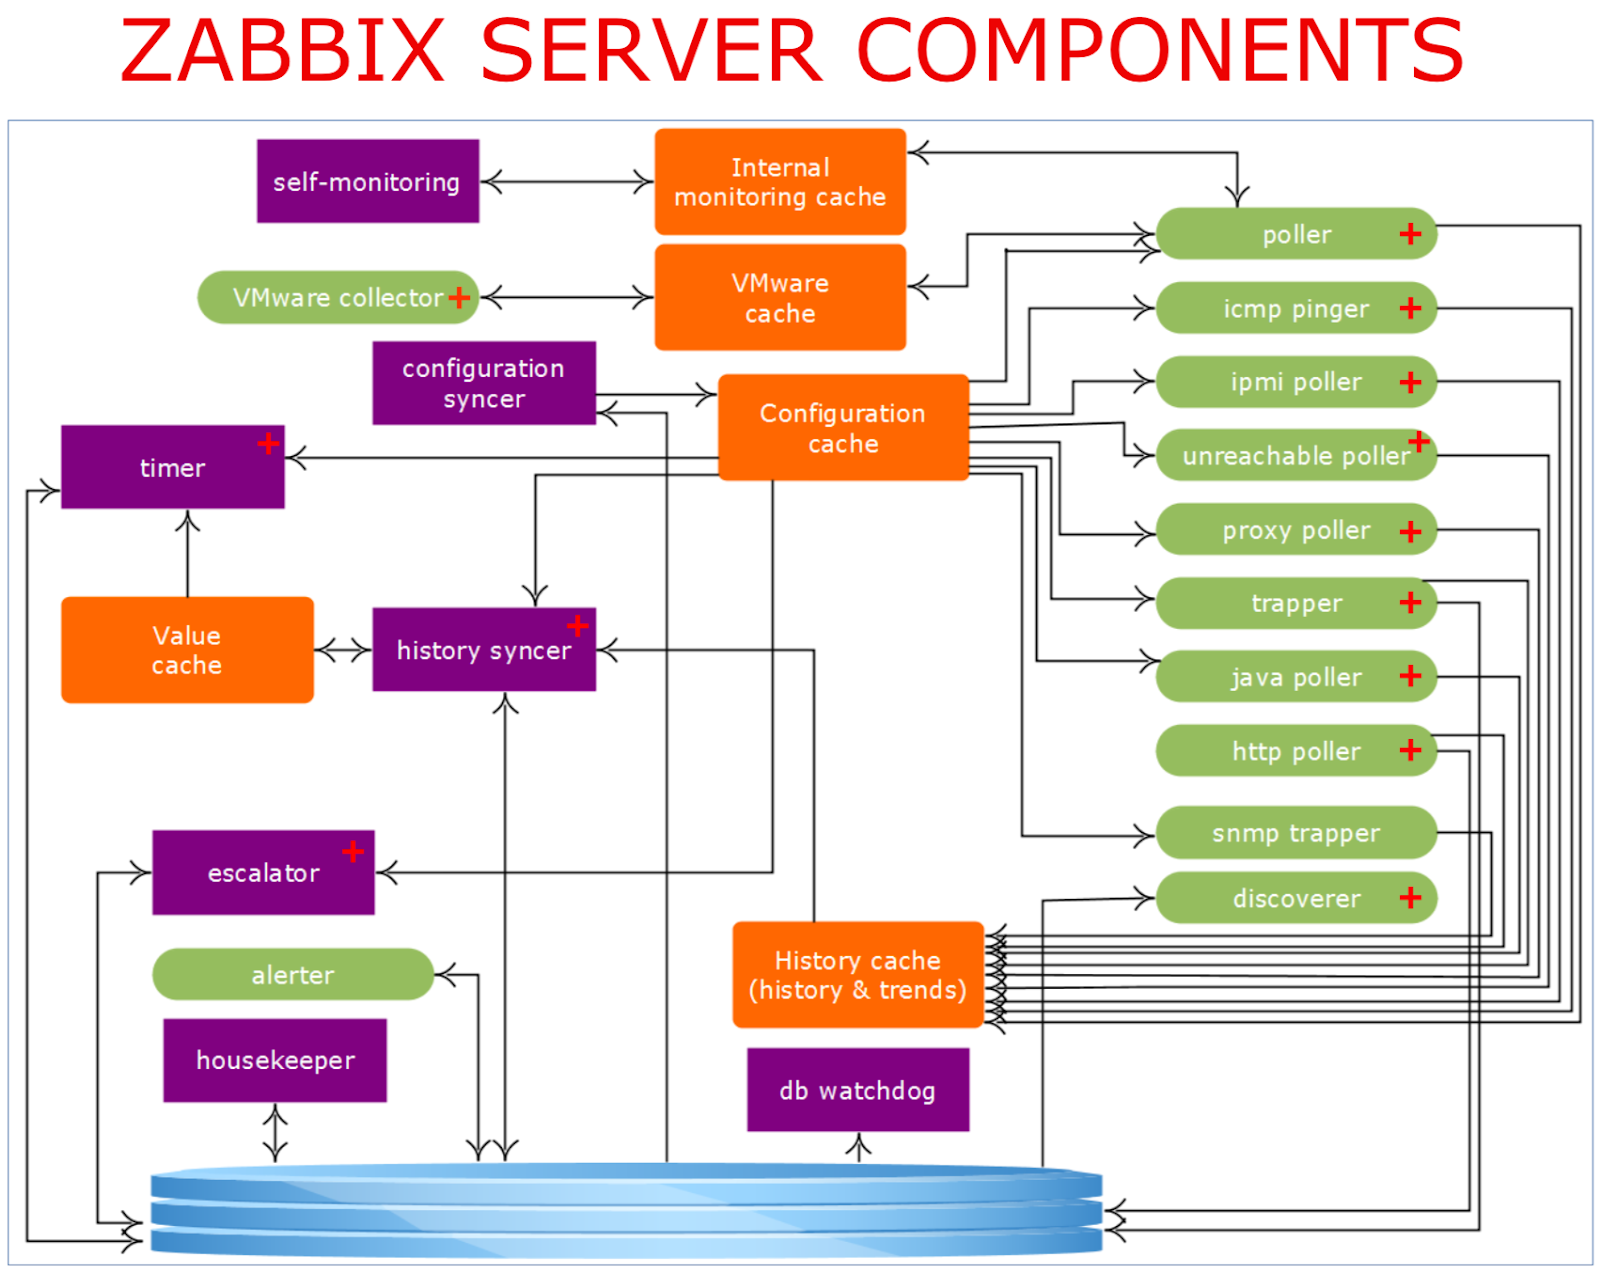 ZABBIX SERVER COMPONENTS
self-monitoring
Internal
monitoring cache
poller +
VMware collector +
VMware
cache
icmp pinger +
configuration
syncer
Configuration
cache
ipmi poller +
timer +
unreachable poller +
proxy poller +
Value
cache
history syncer +
trapper +
java poller +
http poller +
escalator +
snmp trapper
discoverer +
alerter
History cache
(history & trends)
housekeeper
db watchdog